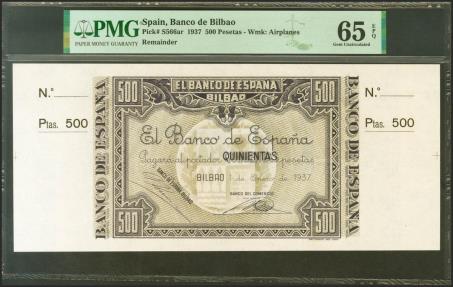 PMG
PAPER MONEY GUARANTY
Spain, Banco de Bilbao
Pick# S566ar 1937 500 Pesetas - Wmk: Airplanes
Remainder
65 EPQ
Gem Uncirculated
N.º
Ptas. 500
BANCO DE ESPAÑA
500
EL BANCO DE ESPAÑA
BILBAO
500
El Banco de España
Pagará al portador QUINIENTAS pesetas
BILBAO 1 de Enero de 1937
BANCO DEL COMERCIO
500
500
BANCO DE ESPAÑA
N.º
Ptas. 500